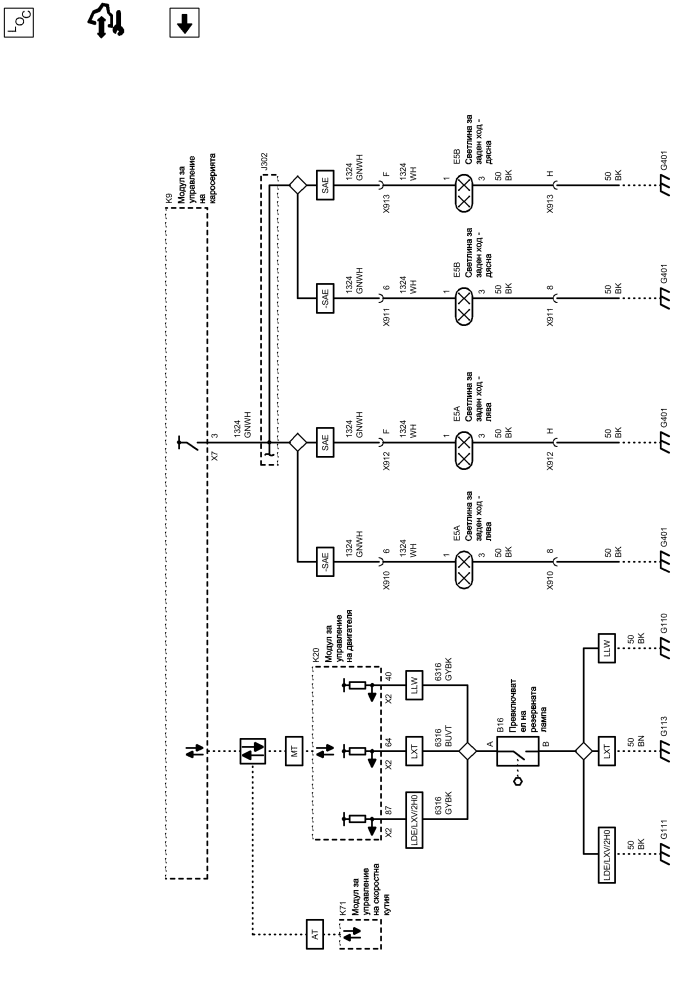 LOC
K9
Модул за
управление
на
каросерията
X7
3
1324
GNWH
J302
SAE
1324
GNWH
X913
F
1324
WH
1
E5B
Светлина за
заден ход -
дясна
3
50
BK
X913
H
50
BK
G401
-SAE
1324
GNWH
X911
6
1324
WH
1
E5B
Светлина за
заден ход -
дясна
3
50
BK
X911
8
50
BK
G401
SAE
1324
GNWH
X912
F
1324
WH
1
E5A
Светлина за
заден ход -
лява
3
50
BK
X912
H
50
BK
G401
-SAE
1324
GNWH
X910
6
1324
WH
1
E5A
Светлина за
заден ход -
лява
3
50
BK
X910
8
50
BK
G401
MT
AT
K71
Модул за
управление
на скоростна
кутия
K20
Модул за
управление
на двигателя
X2
40
LLW
6316
GYBK
X2
64
LXT
6316
BUVT
X2
87
LDE/LXV/2H0
6316
GYBK
A
B16
Превключват
ел на
резервната
лампа
B
LLW
50
BK
G110
LXT
50
BN
G113
LDE/LXV/2H0
50
BK
G111